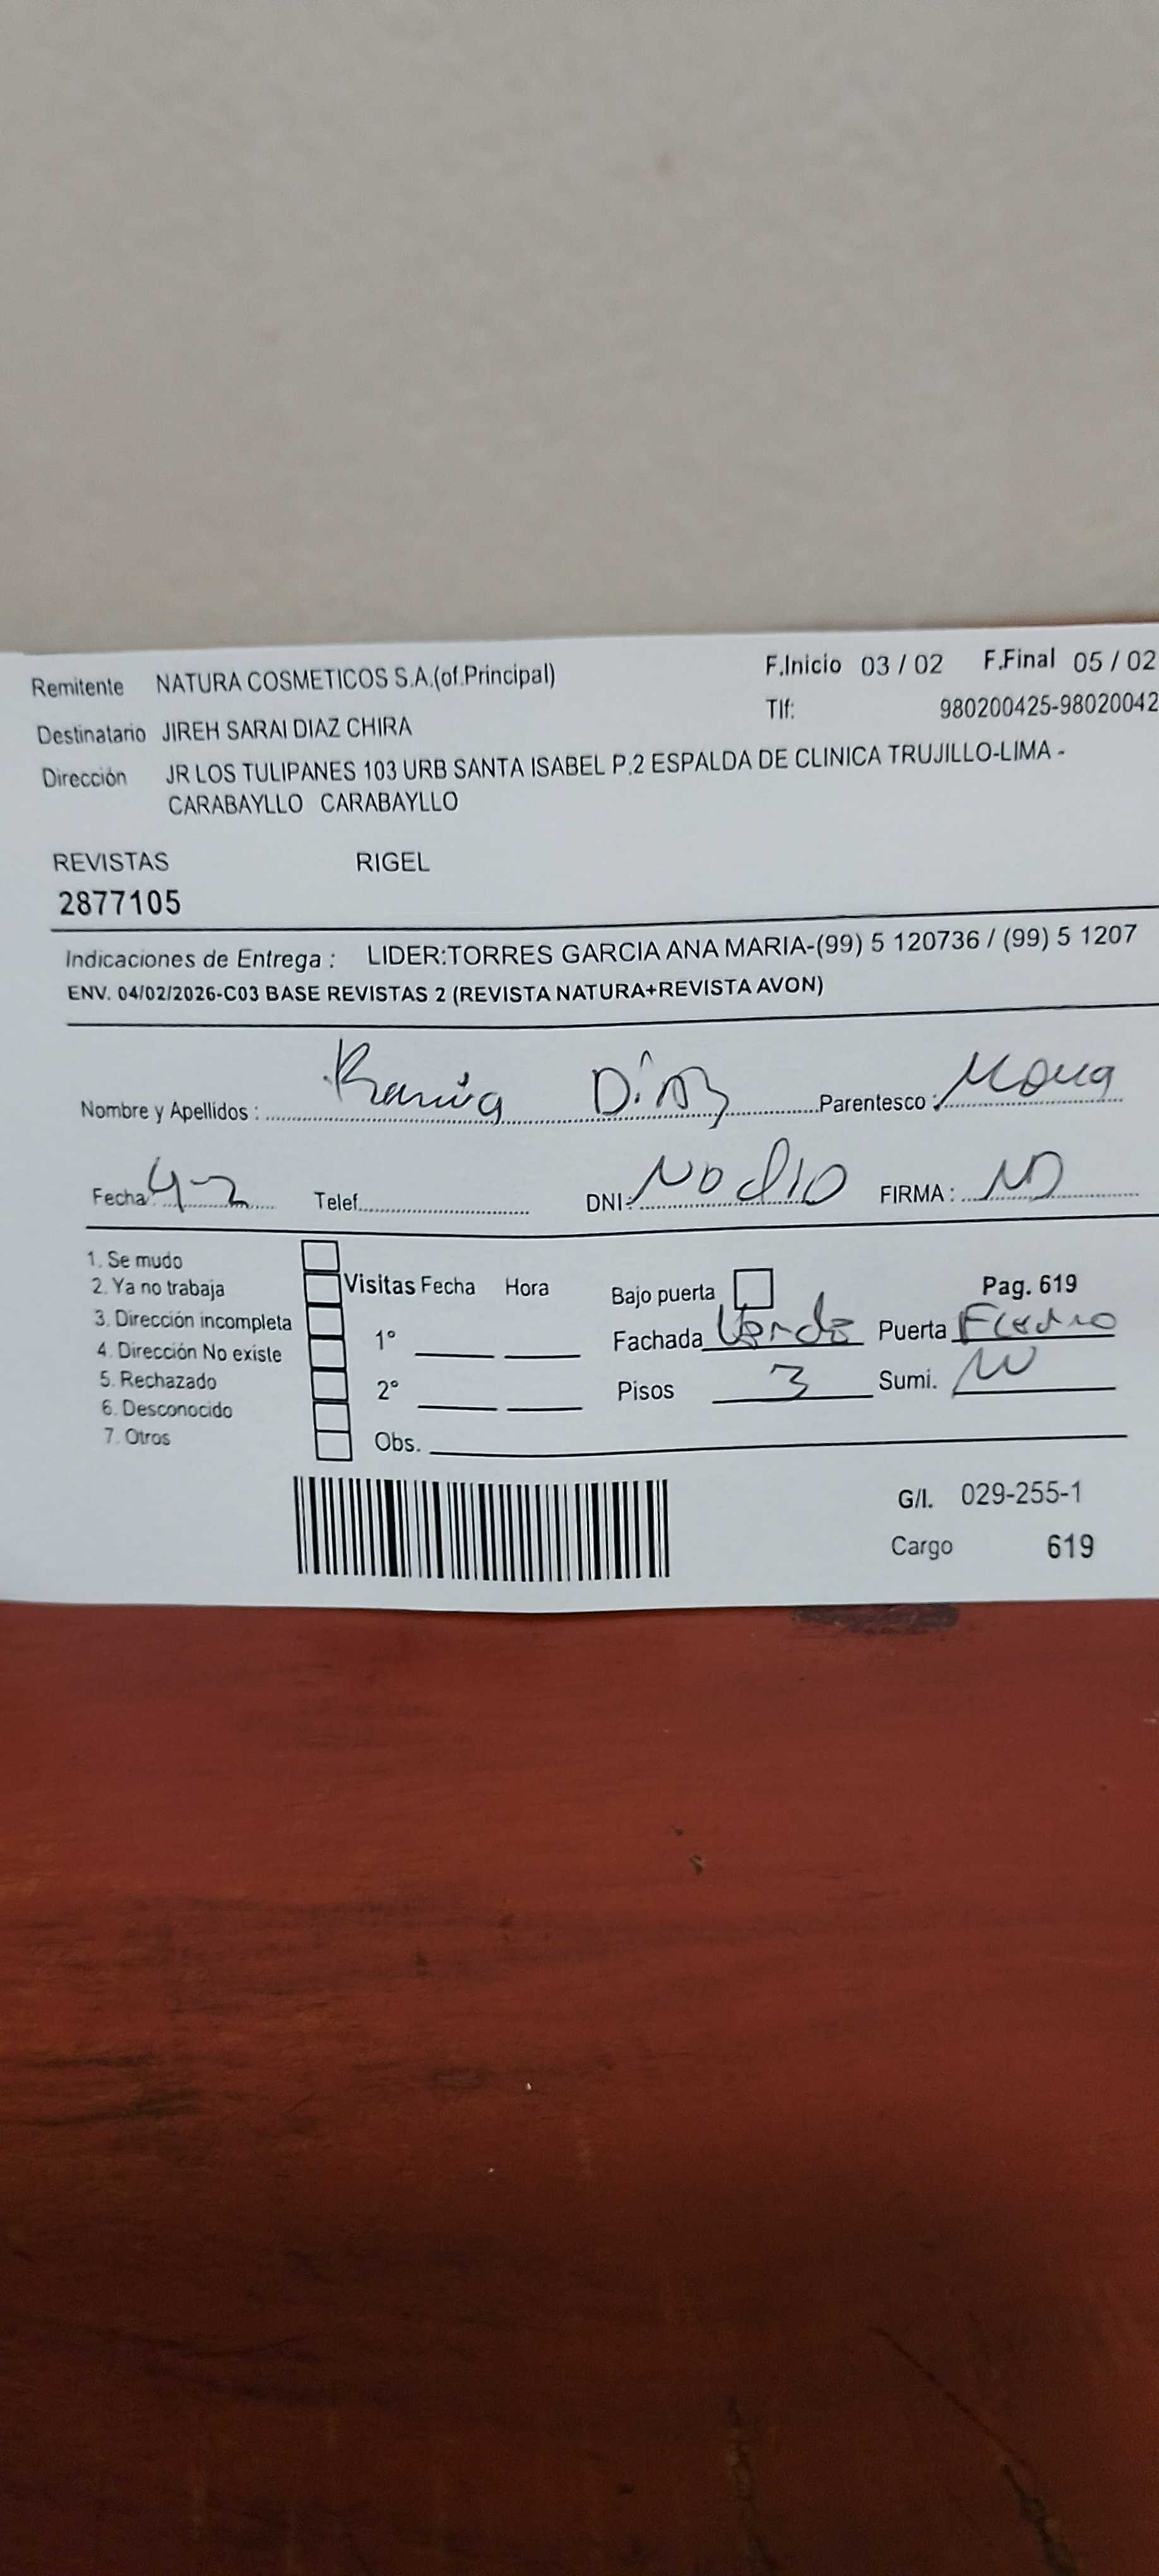 Remitente NATURA COSMETICOS S.A.(of.Principal) F.Inicio 03 / 02 F.Final 05 / 02
Destinatario JIREH SARAI DIAZ CHIRA Tlf: 980200425-98020042
Dirección JR LOS TULIPANES 103 URB SANTA ISABEL P.2 ESPALDA DE CLINICA TRUJILLO-LIMA -
CARABAYLLO CARABAYLLO
REVISTAS RIGEL
2877105
Indicaciones de Entrega : LIDER:TORRES GARCIA ANA MARIA-(99) 5 120736 / (99) 5 1207
ENV. 04/02/2026-C03 BASE REVISTAS 2 (REVISTA NATURA+REVISTA AVON)
Nombre y Apellidos : Díaz Parentesco :
Fecha 4-2 Telef. DNI: No dio FIRMA : ND
1. Se mudo
2. Ya no trabaja Visitas Fecha Hora Bajo puerta Pag. 619
3. Dirección incompleta 1° Fachada Verde Puerta Fierro
4. Dirección No existe
5. Rechazado 2° Pisos 3 Sumi.
6. Desconocido
7. Otros Obs.
G/I. 029-255-1
Cargo 619